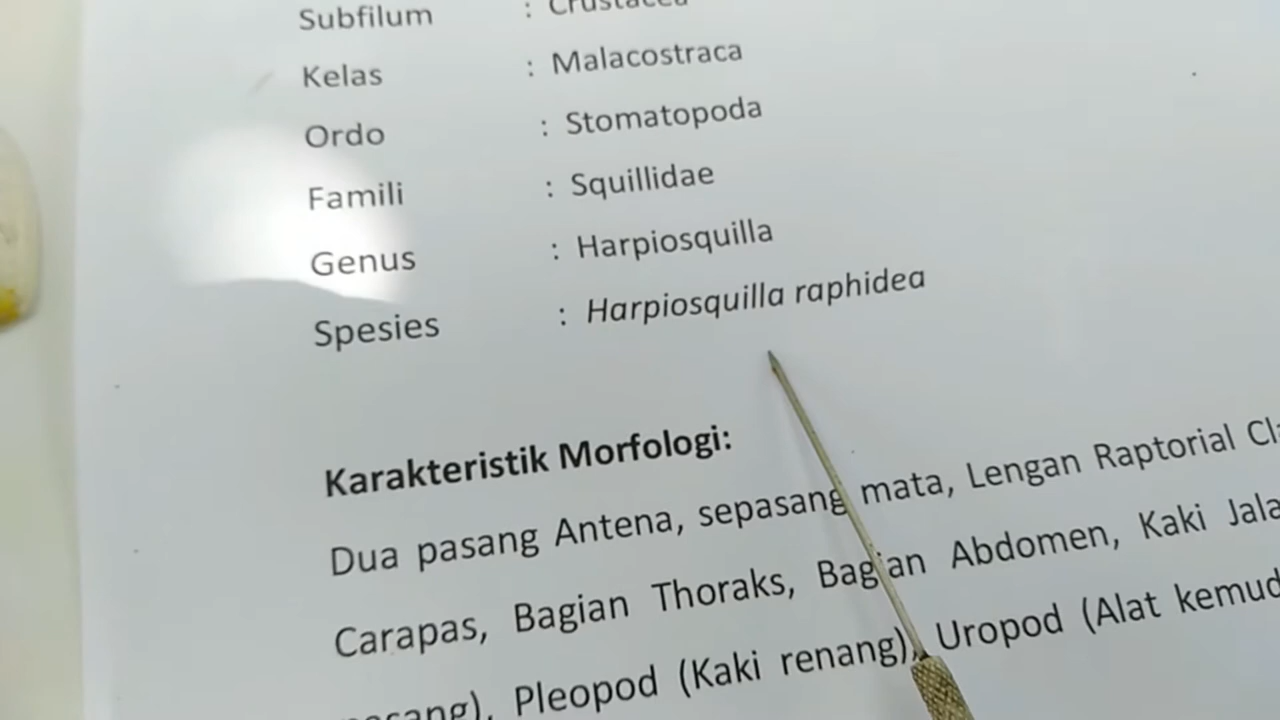 Subfilum : Crustacea
Kelas : Malacostraca
Ordo : Stomatopoda
Famili : Squillidae
Genus : Harpiosquilla
Spesies : Harpiosquilla raphidea
Karakteristik Morfologi:
Dua pasang Antena, sepasang mata, Lengan Raptorial
Carapas, Bagian Thoraks, Bagian Abdomen, Kaki
Pleopod (Kaki renang), Uropod (Alat